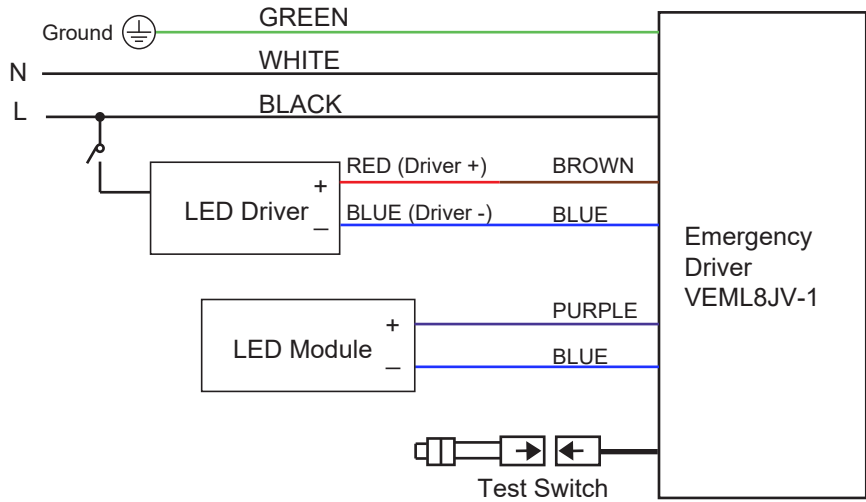 GREEN
Ground
WHITE
N
BLACK
L
RED (Driver +)
BROWN
+
LED Driver
BLUE (Driver -)
BLUE
–
Emergency
Driver
VEML8JV-1
PURPLE
+
LED Module
BLUE
–
Test Switch